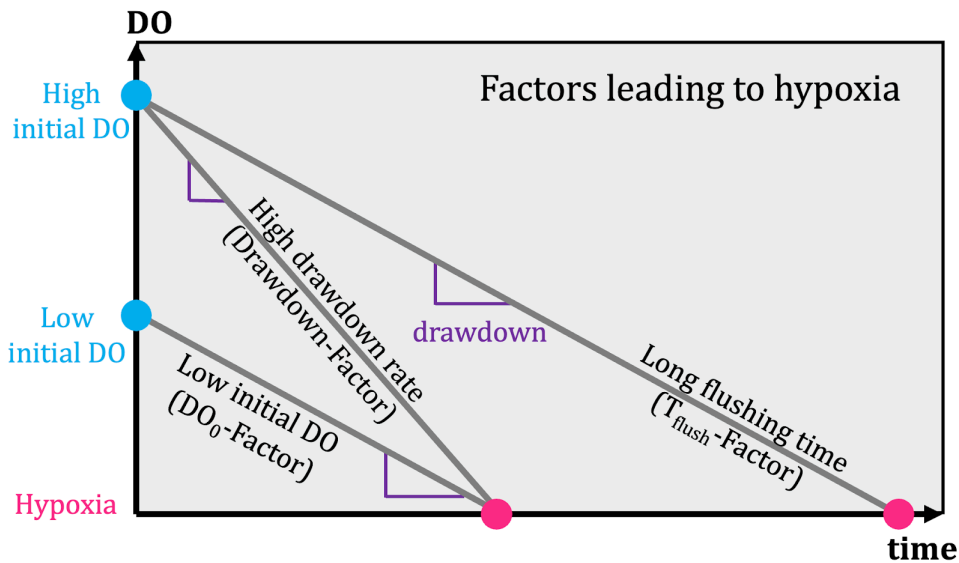 DO
Factors leading to hypoxia
High
initial DO
High drawdown rate
(Drawdown-Factor)
Low
initial DO
drawdown
Low initial DO
(DO0-Factor)
Long flushing time
(Tflush-Factor)
Hypoxia
time